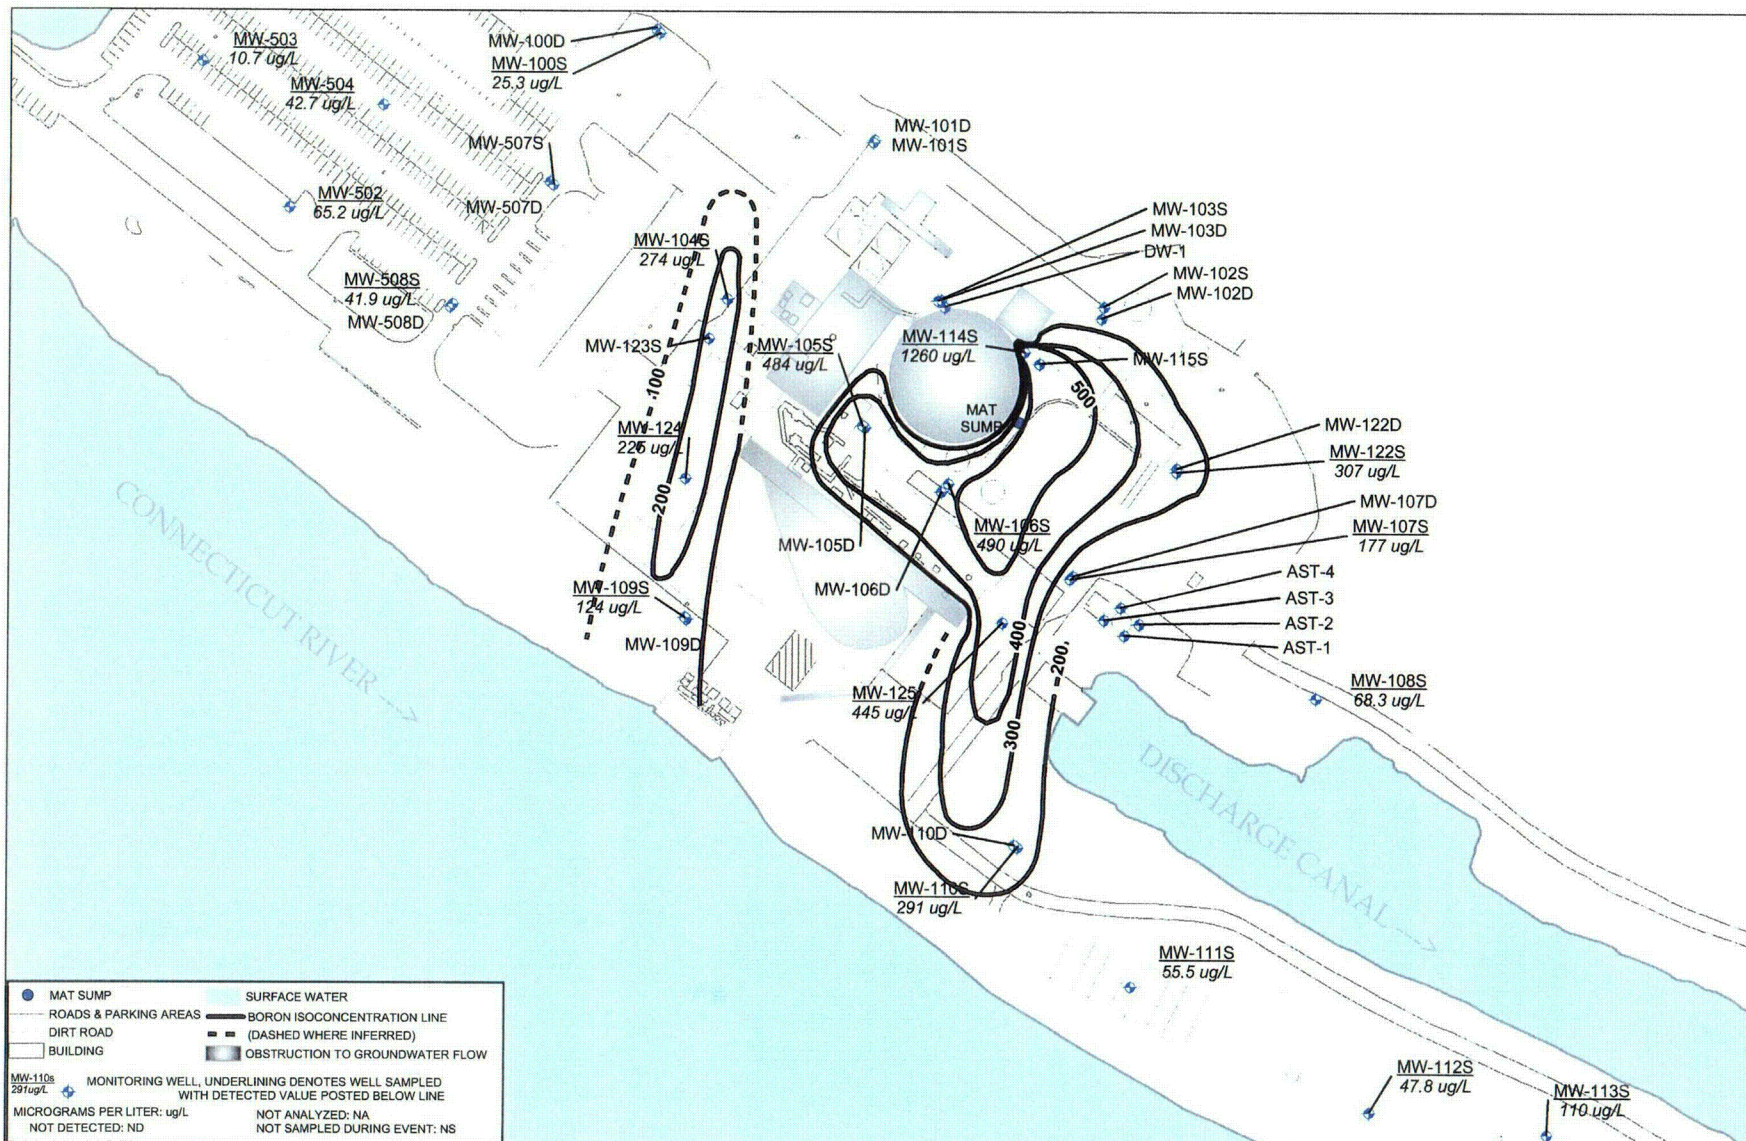 MW-503
10.7 ug/L
MW-504
42.7 ug/L
MW-100D
MW-100S
25.3 ug/L
MW-101D
MW-101S
MW-507S
MW-502
65.2 ug/L
MW-507D
MW-103S
MW-103D
DW-1
MW-102S
MW-102D
MW-104S
274 ug/L
MW-508S
41.9 ug/L
MW-508D
MW-123S
MW-105S
484 ug/L
MW-114S
1260 ug/L
MW-115S
100
500
MAT
SUMP
MW-124
225 ug/L
200
MW-122D
MW-122S
307 ug/L
MW-107D
MW-107S
177 ug/L
MW-106S
490 ug/L
MW-105D
MW-106D
AST-4
AST-3
AST-2
AST-1
MW-109S
124 ug/L
MW-109D
400
200
300
MW-125
445 ug/L
MW-108S
68.3 ug/L
CONNECTICUT RIVER --->
DISCHARGE CANAL --->
MW-110D
MW-110S
291 ug/L
MW-111S
55.5 ug/L
MW-112S
47.8 ug/L
MW-113S
110 ug/L
MAT SUMP
ROADS & PARKING AREAS
DIRT ROAD
BUILDING
SURFACE WATER
BORON ISOCONCENTRATION LINE
(DASHED WHERE INFERRED)
OBSTRUCTION TO GROUNDWATER FLOW
MW-110s
291ug/L
MONITORING WELL, UNDERLINING DENOTES WELL SAMPLED
WITH DETECTED VALUE POSTED BELOW LINE
MICROGRAMS PER LITER: ug/L
NOT DETECTED: ND
NOT ANALYZED: NA
NOT SAMPLED DURING EVENT: NS